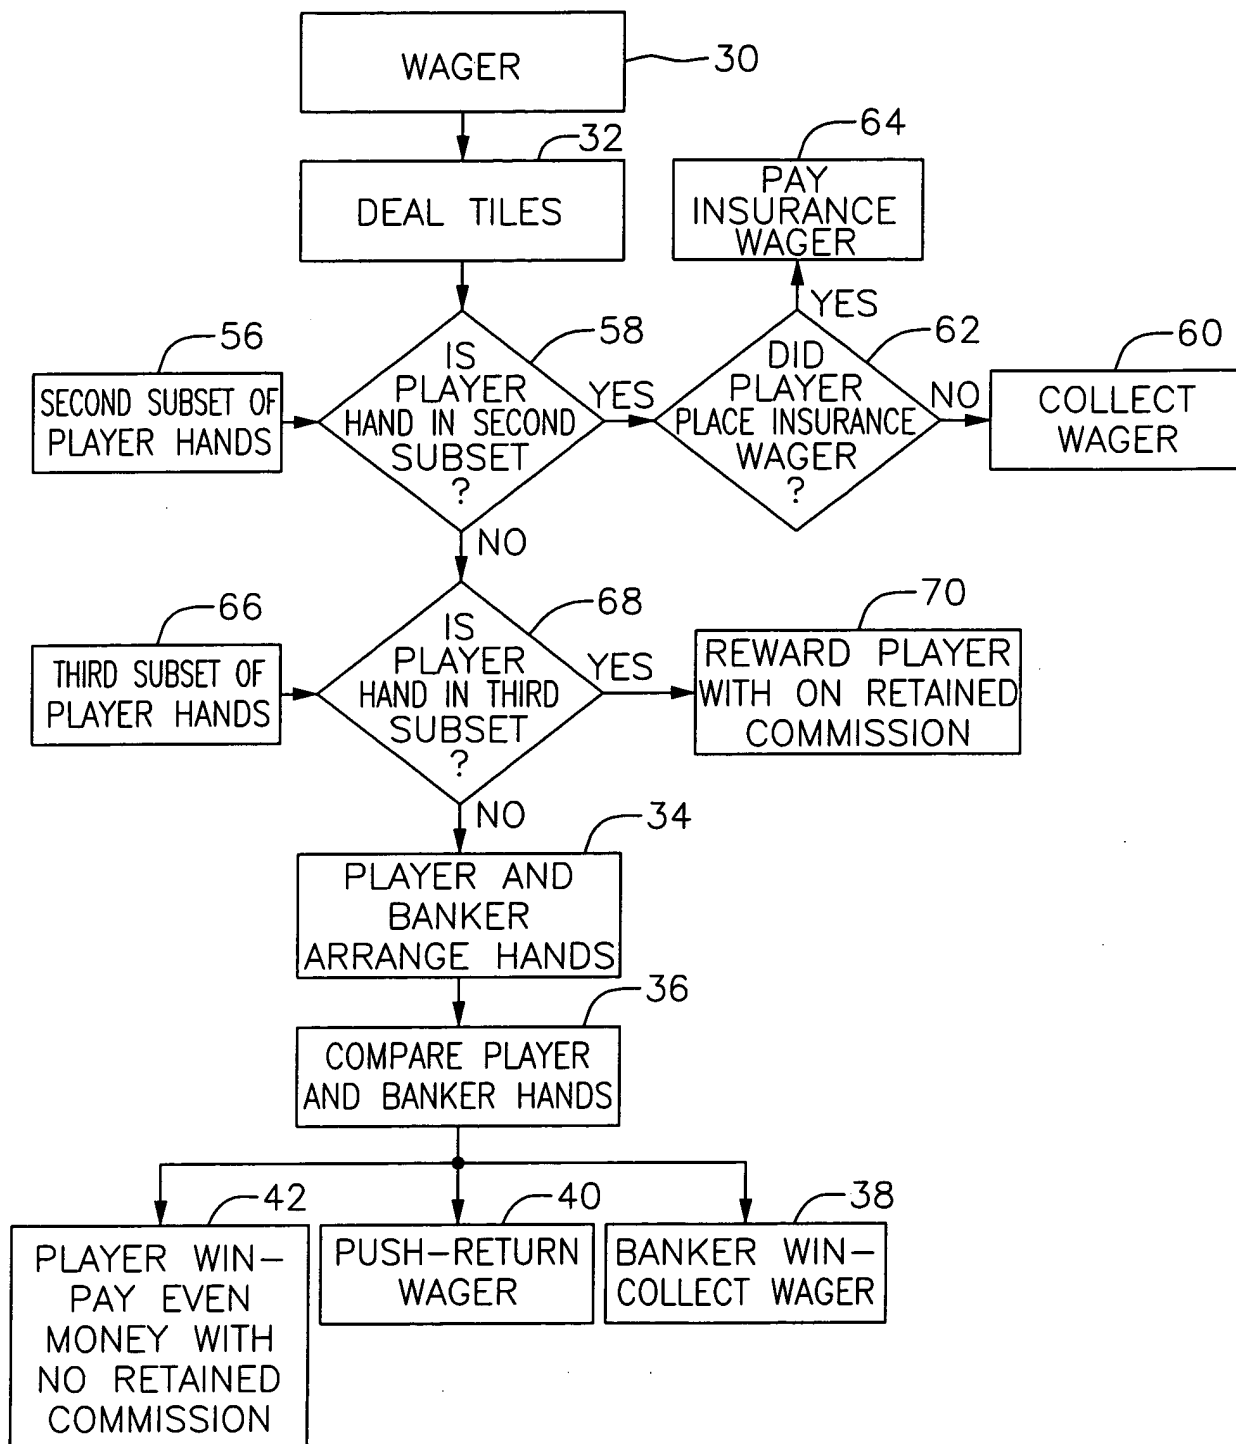 WAGER
30
32
DEAL TILES
64
PAY
INSURANCE
WAGER
YES
56
SECOND SUBSET OF
PLAYER HANDS
58
IS
PLAYER
HAND IN SECOND
SUBSET
?
YES
62
DID
PLAYER
PLACE INSURANCE
WAGER
?
NO
60
COLLECT
WAGER
NO
66
THIRD SUBSET OF
PLAYER HANDS
68
IS
PLAYER
HAND IN THIRD
SUBSET
?
YES
70
REWARD PLAYER
WITH ON RETAINED
COMMISSION
NO
34
PLAYER AND
BANKER
ARRANGE HANDS
36
COMPARE PLAYER
AND BANKER HANDS
42
PLAYER WIN-
PAY EVEN
MONEY WITH
NO RETAINED
COMMISSION
40
PUSH-RETURN
WAGER
38
BANKER WIN-
COLLECT WAGER